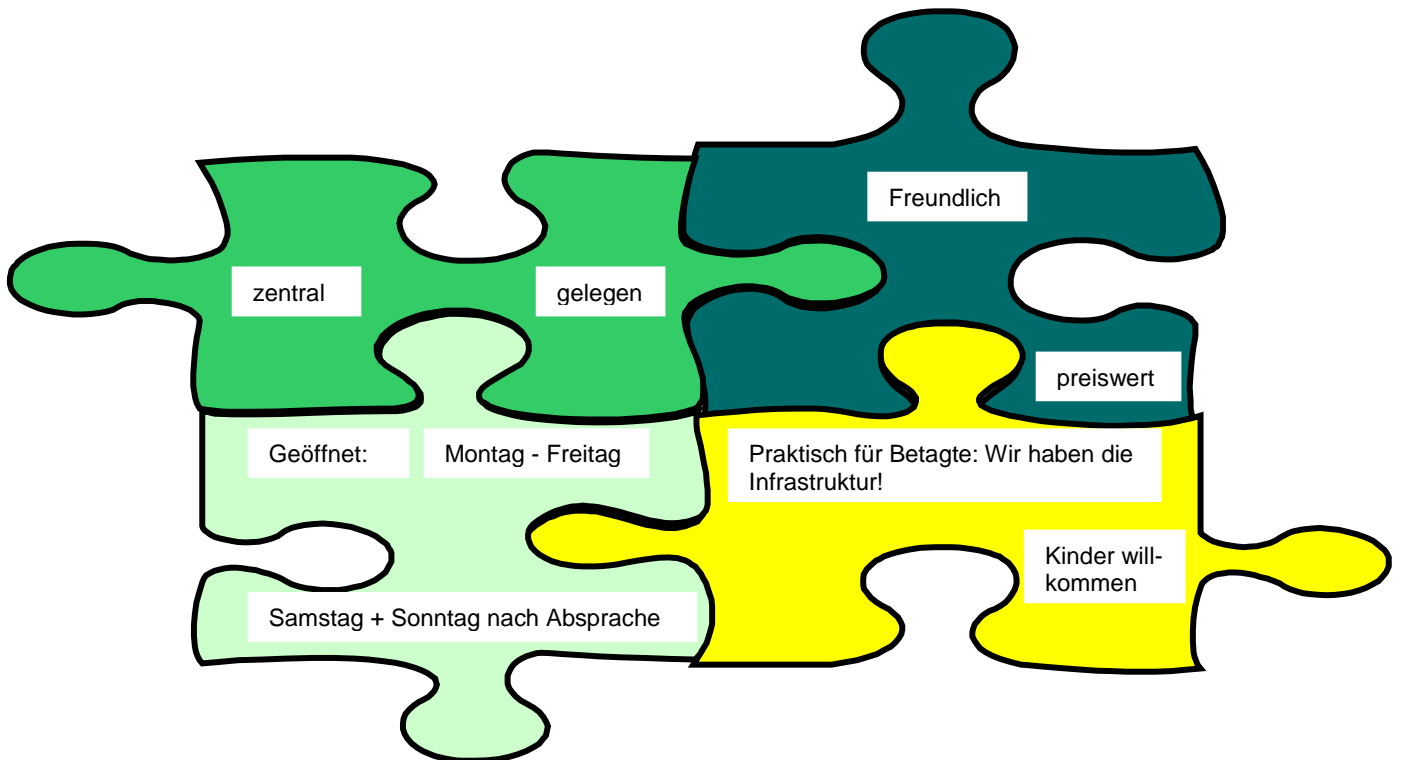 Freundlich
zentral
gelegen
preiswert
Geöffnet:
Montag - Freitag
Praktisch für Betagte: Wir haben die
Infrastruktur!
Kinder will-
kommen
Samstag + Sonntag nach Absprache